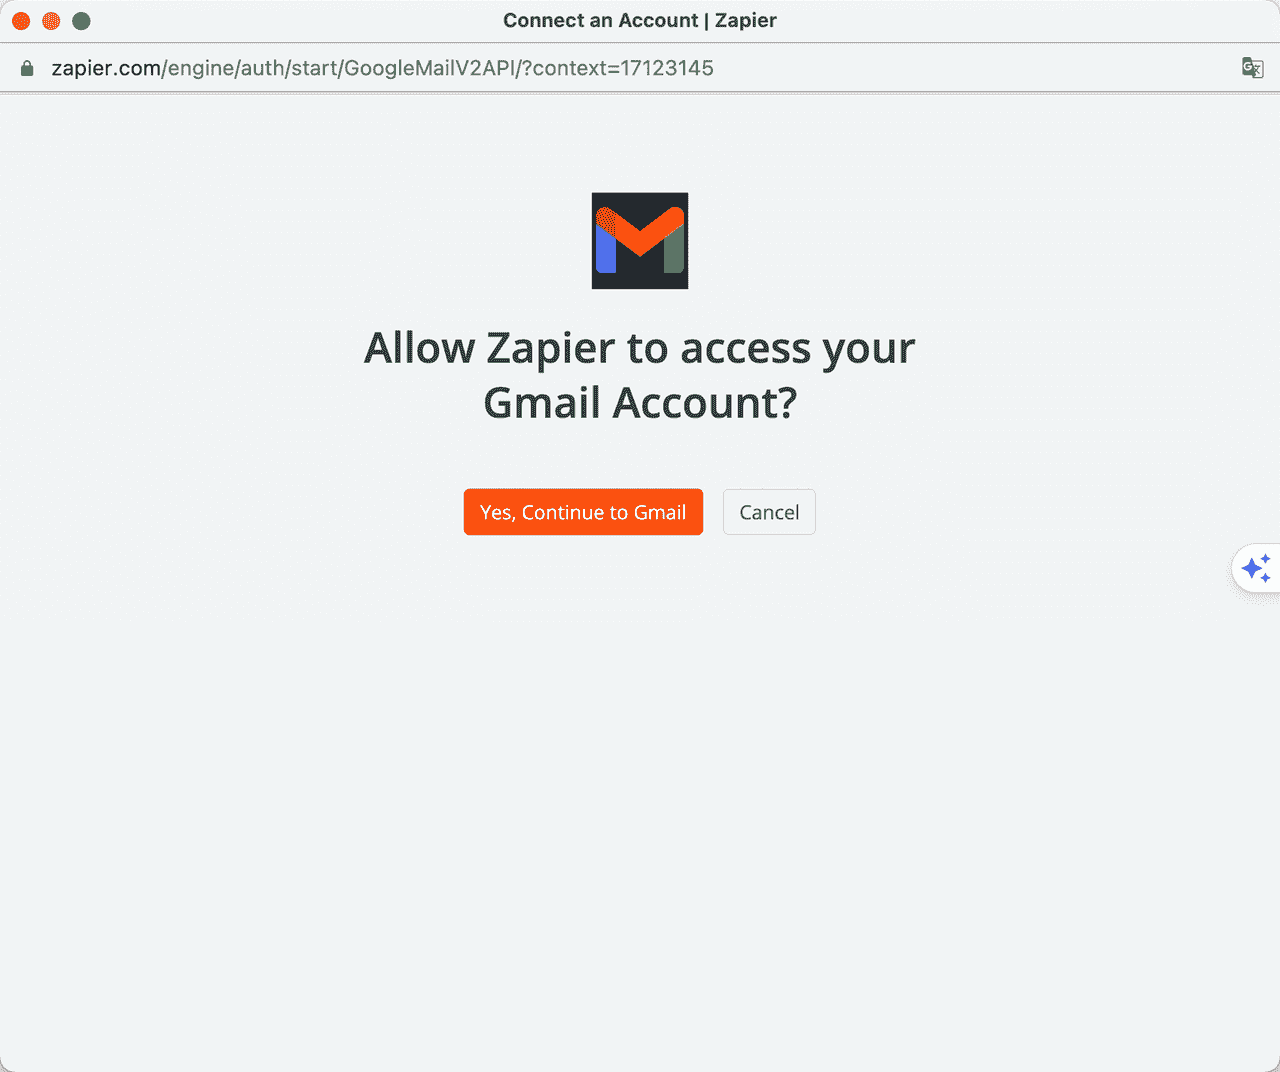 Connect an Account | Zapier
zapier.com/engine/auth/start/GoogleMailV2API/?context=17123145
Allow Zapier to access your
Gmail Account?
Yes, Continue to Gmail
Cancel